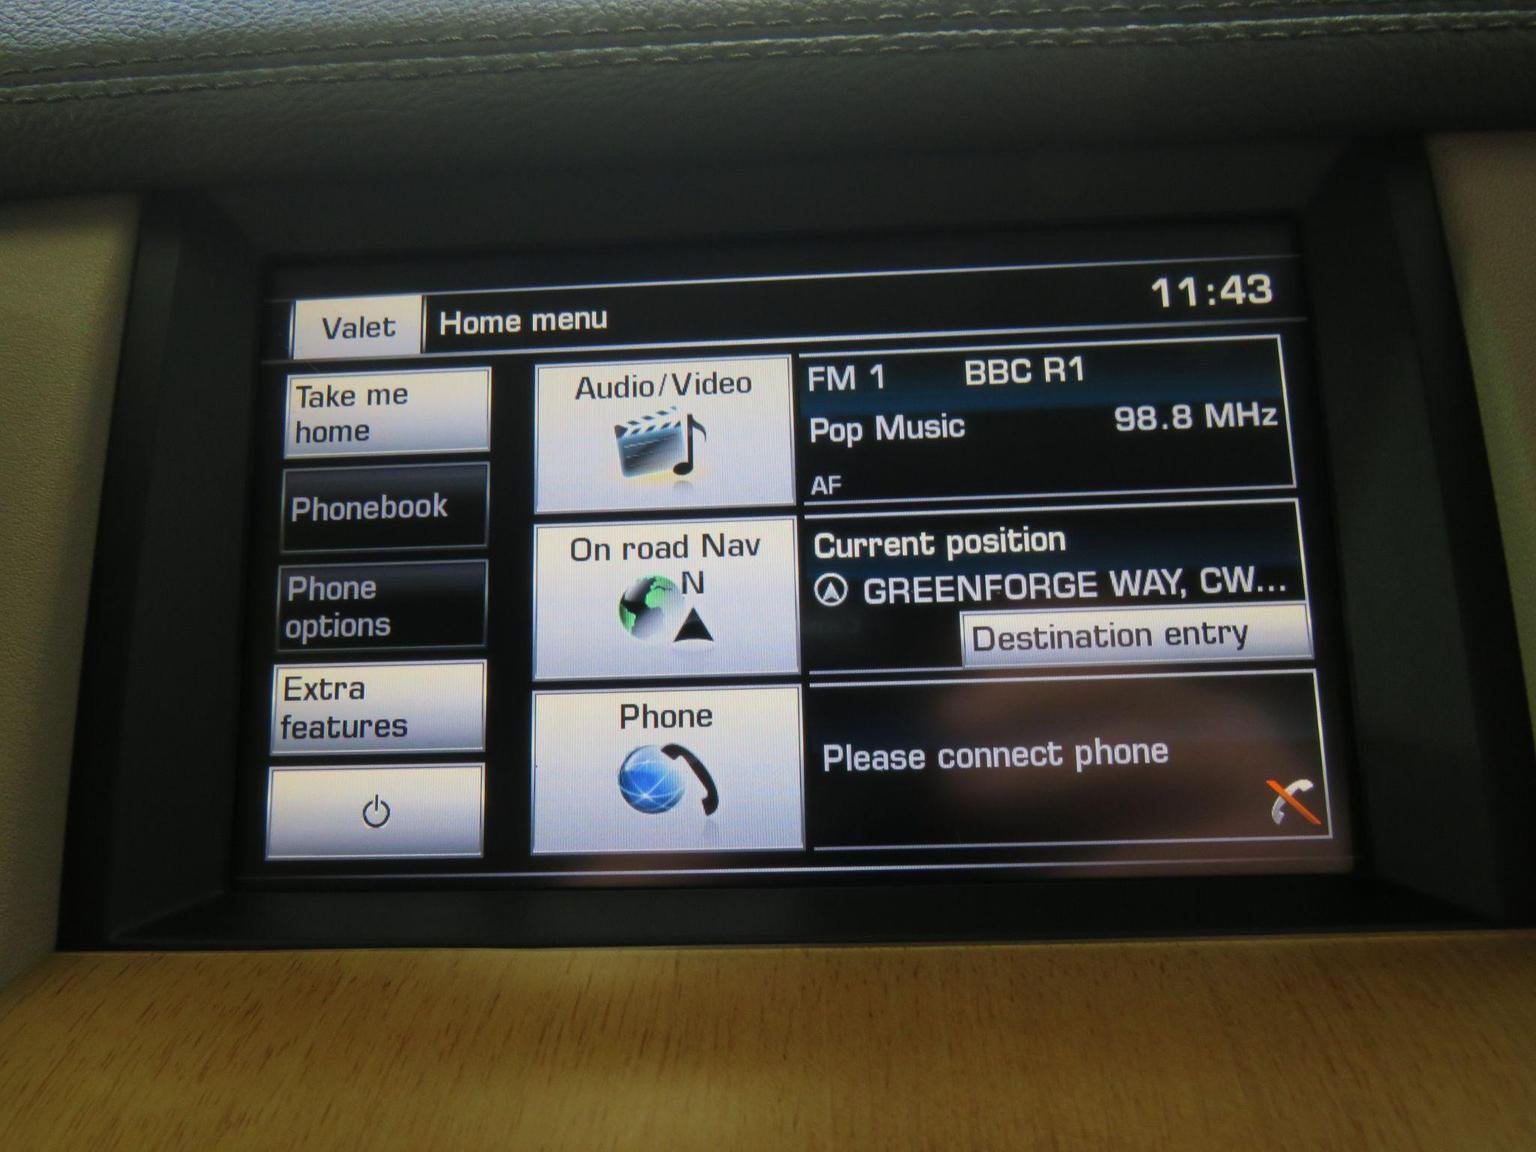 Valet
Home menu
11:43
Take me
home
Phonebook
Phone
options
Extra
features
Audio/Video
On road Nav
N
Phone
FM 1 BBC R1
Pop Music 98.8 MHz
AF
Current position
GREENFORGE WAY, CW...
Destination entry
Please connect phone